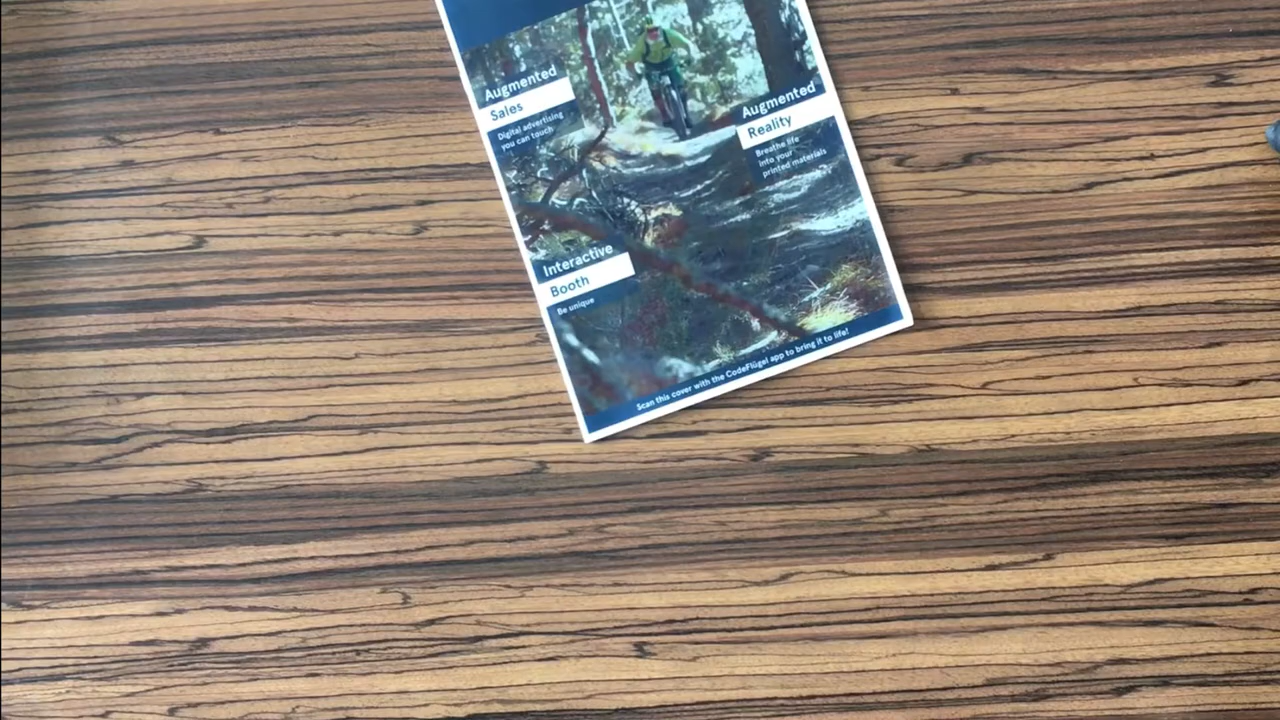 Augmented
Sales
Digital advertising
you can touch
Augmented
Reality
Breathe life
into your
printed materials
Interactive
Booth
Be unique
Scan this cover with the CodeFlügel app to bring it to life!